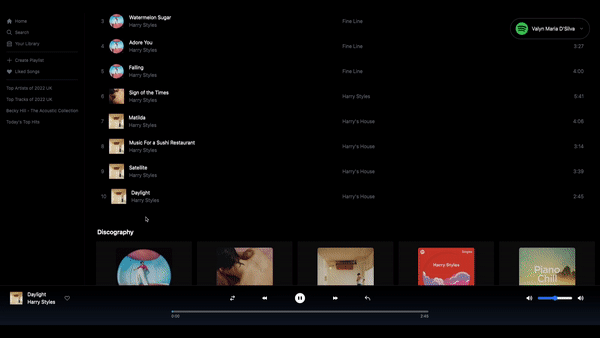 Home
Search
Your Library
Create Playlist
Liked Songs
Top Artists of 2022 UK
Top Tracks of 2022 UK
Becky Hill - The Acoustic Collection
Today's Top Hits
Valyn Maria D'Silva
3 Watermelon Sugar Fine Line
Harry Styles
4 Adore You Fine Line 3:27
Harry Styles
5 Falling Fine Line 4:00
Harry Styles
6 Sign of the Times Harry Styles 5:41
Harry Styles
7 Matilda Harry's House 4:06
Harry Styles
8 Music For a Sushi Restaurant Harry's House 3:14
Harry Styles
9 Satellite Harry's House 3:39
Harry Styles
10 Daylight Harry's House 2:45
Harry Styles
Discography
Harry Styles
Singles
Piano
Chill
Daylight
Harry Styles
0:00